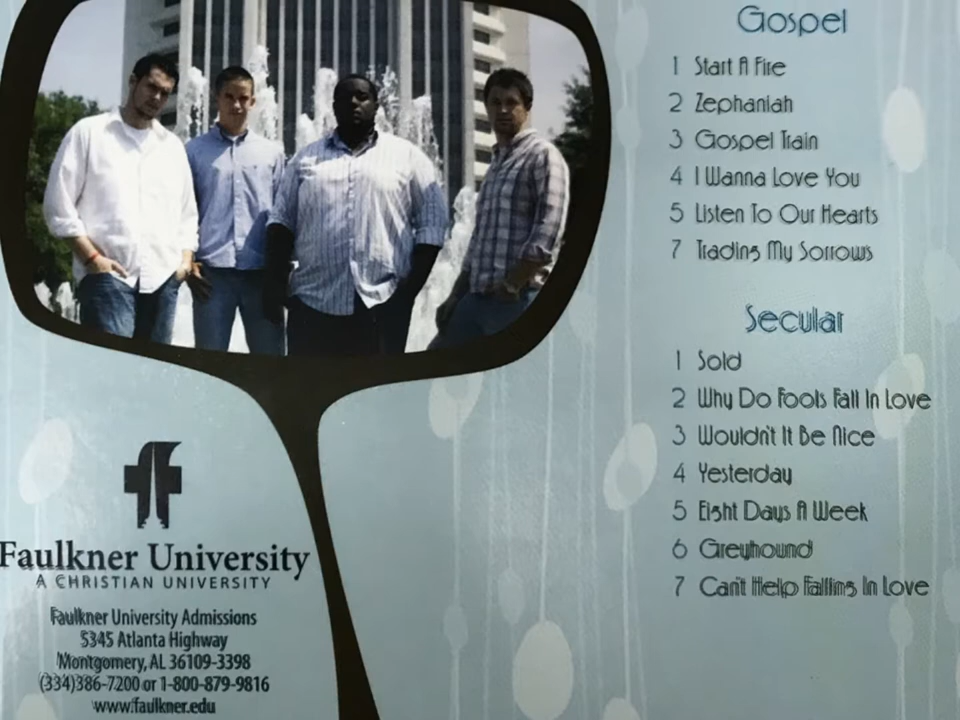 Gospel
1 Start A Fire
2 Zephaniah
3 Gospel Train
4 I Wanna Love You
5 Listen To Our Hearts
7 Trading My Sorrows
Secular
1 Sold
2 Why Do Fools Fall In Love
3 Wouldn't It Be Nice
4 Yesterday
5 Eight Days A Week
6 Greyhound
7 Can't Help Falling In Love
Faulkner University
A CHRISTIAN UNIVERSITY
Faulkner University Admissions
5345 Atlanta Highway
Montgomery, AL 36109-3398
(334)386-7200 or 1-800-879-9816
www.faulkner.edu